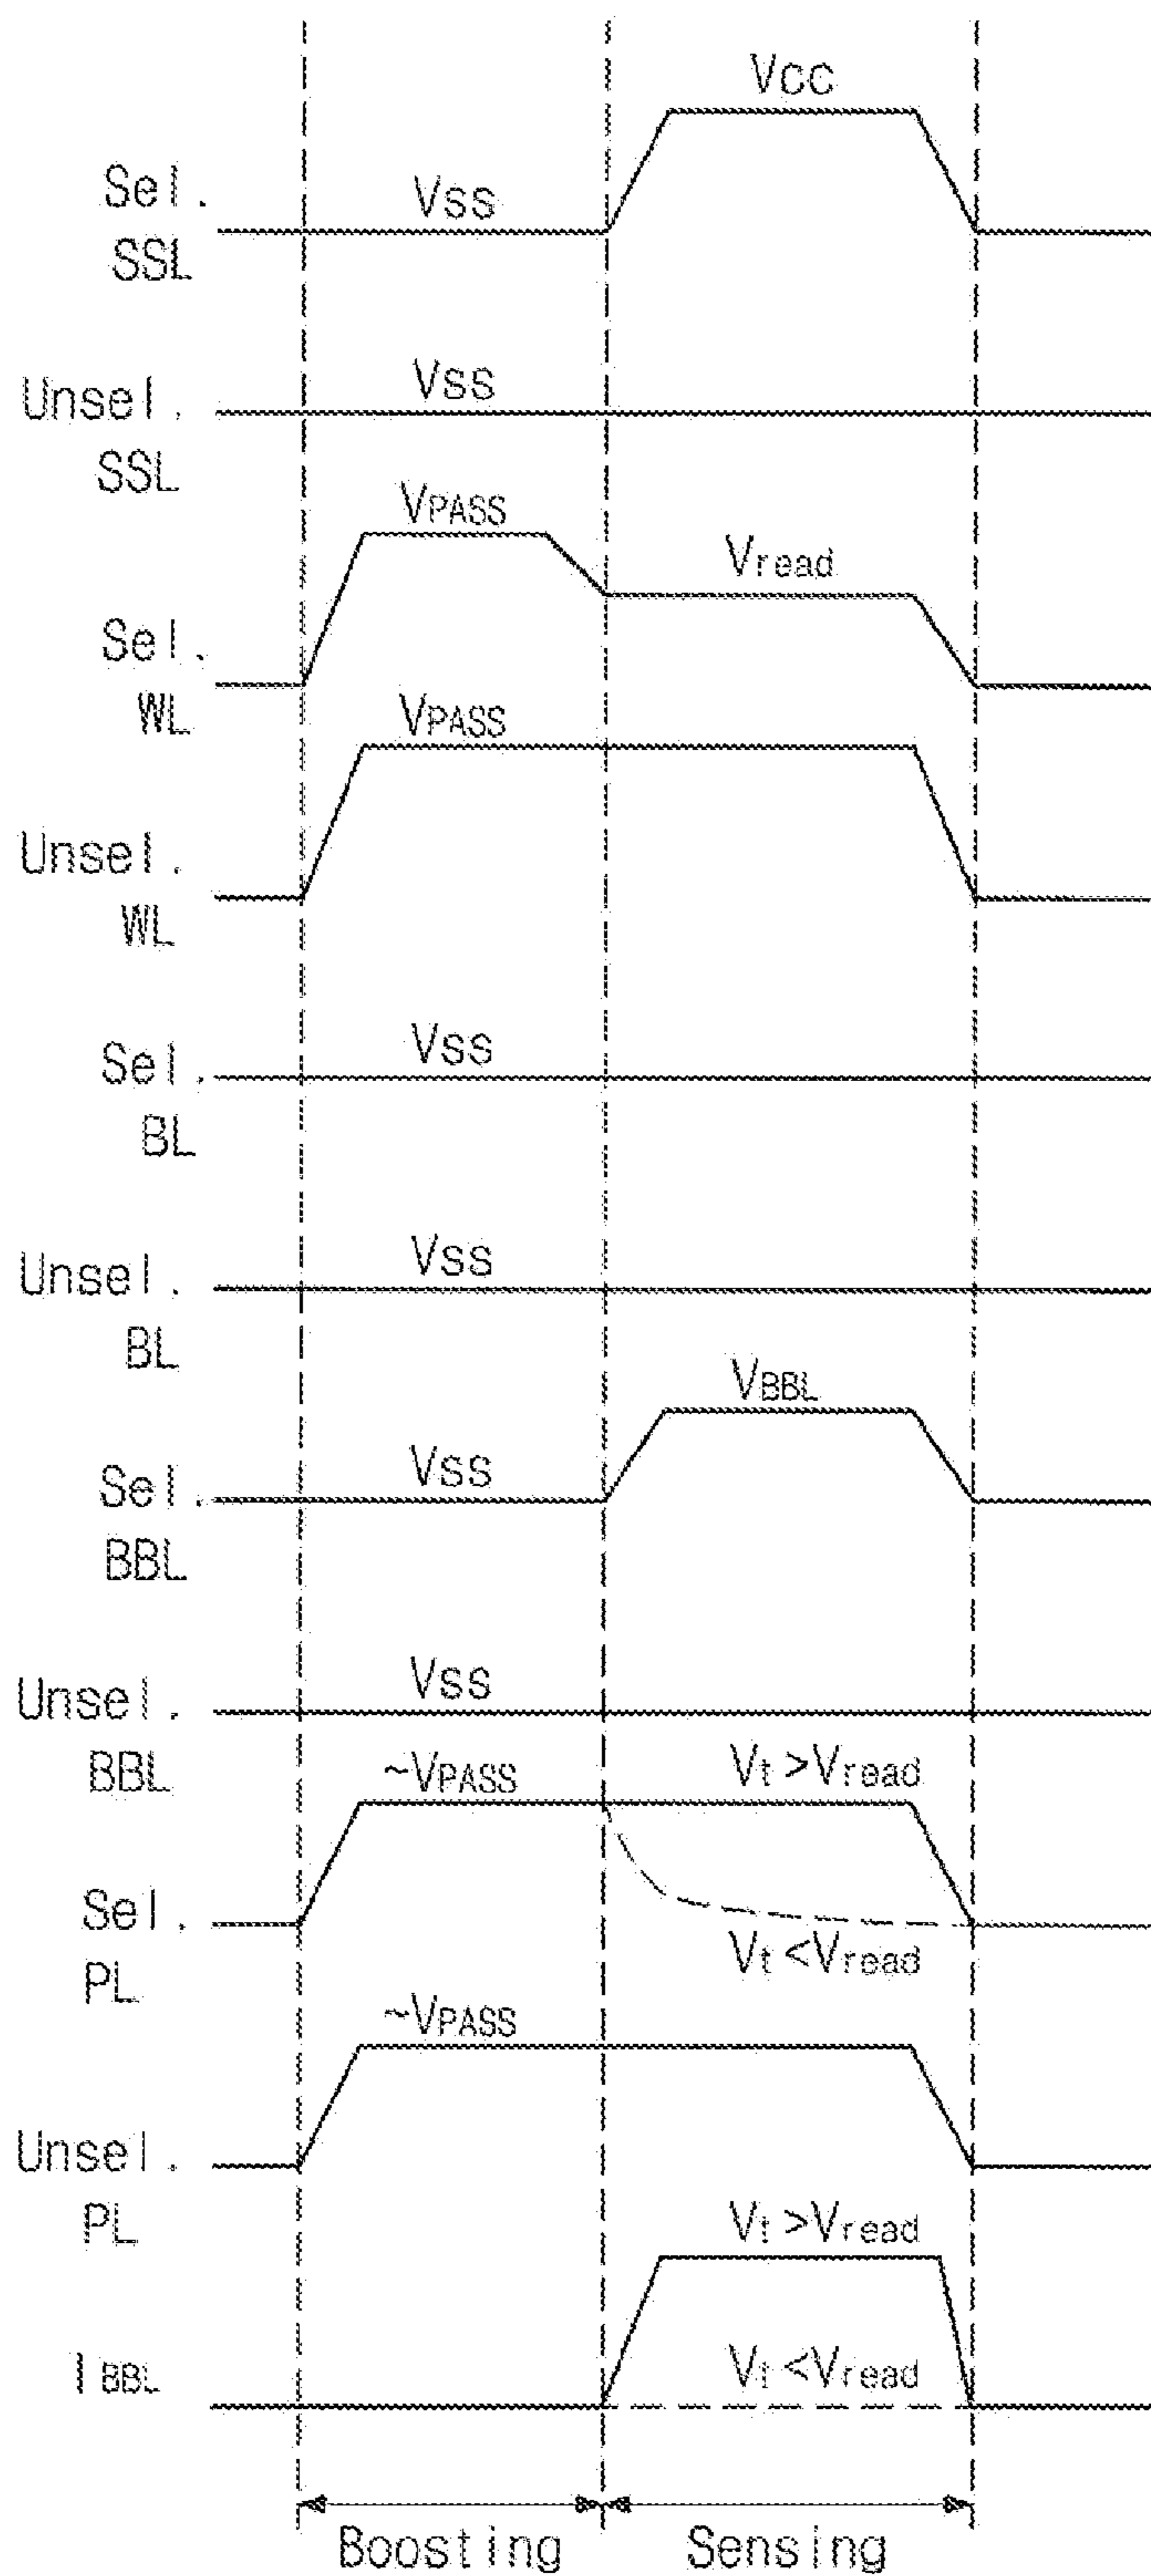 Vcc
Sel.
SSL
Vss
Unsel.
SSL
Vss
VPASS
Vread
Sel.
WL
VPASS
Unsel.
WL
Sel.
BL
Vss
Unsel.
BL
Vss
VBBL
Sel.
BBL
Vss
Unsel.
BBL
Vss
~VPASS
Vt>Vread
Sel.
PL
Vt<Vread
~VPASS
Unsel.
PL
Vt>Vread
IBBL
Vt<Vread
Boosting
Sensing